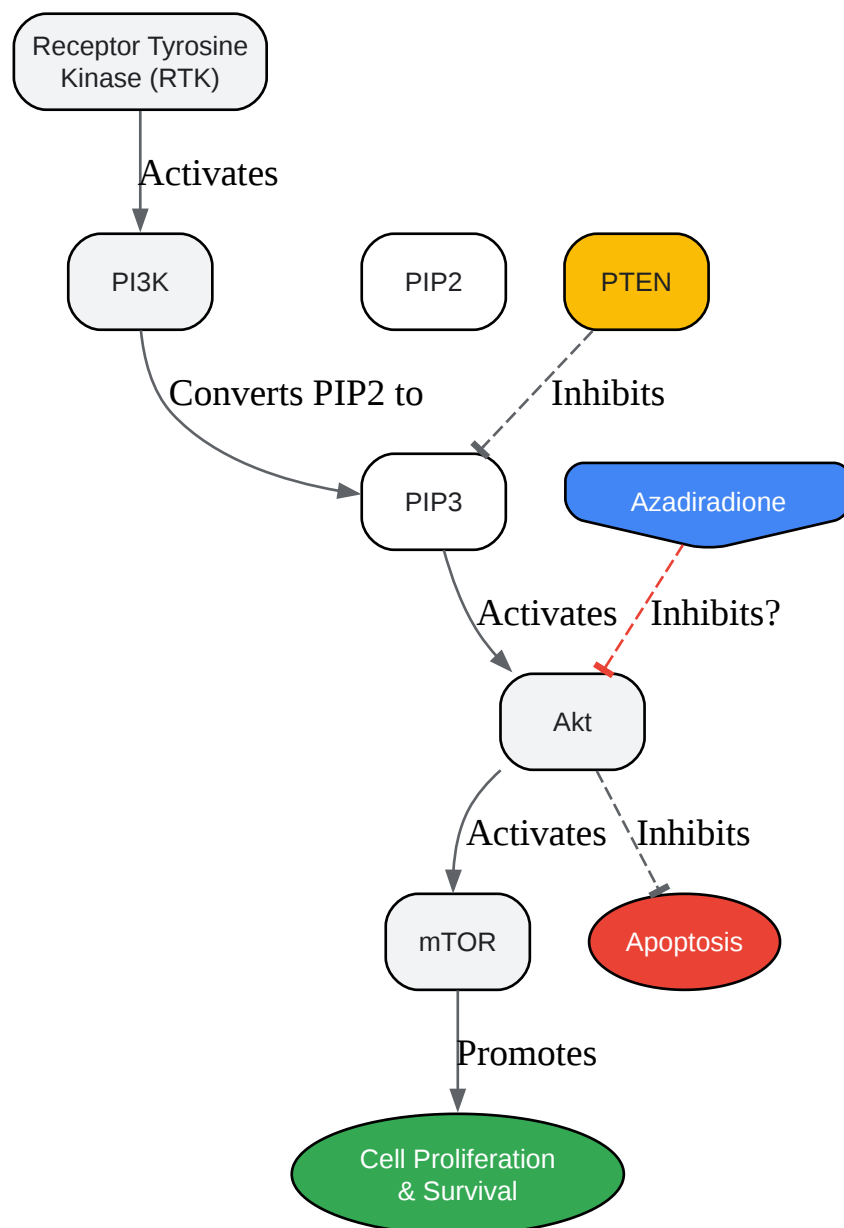 Receptor Tyrosine
Kinase (RTK)
Activates
PI3K
PIP2
PTEN
Converts PIP2 to
Inhibits
PIP3
Azadiradione
Activates
Inhibits?
Akt
Activates
Inhibits
mTOR
Apoptosis
Promotes
Cell Proliferation
& Survival